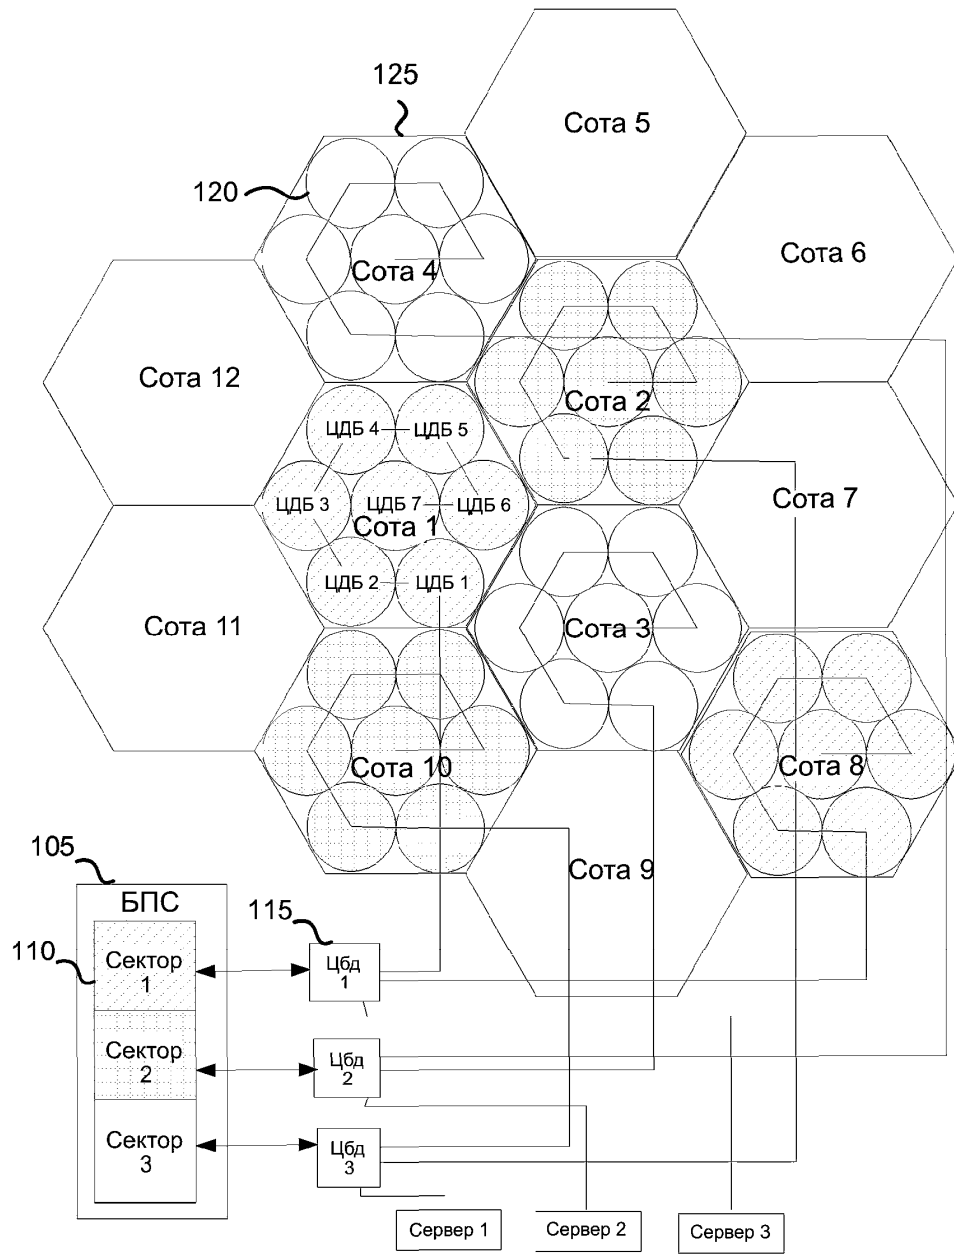 125
Сота 5
120
Сота 6
Сота 4
Сота 12
Сота 2
ЦДБ 4
ЦДБ 5
ЦДБ 3
ЦДБ 7
ЦДБ 6
Сота 7
Сота 1
ЦДБ 2
ЦДБ 1
Сота 11
Сота 3
Сота 10
Сота 8
105
Сота 9
БПС
115
110
Сектор
1
Цбд
1
Сектор
2
Цбд
2
Сектор
3
Цбд
3
Сервер 1
Сервер 2
Сервер 3